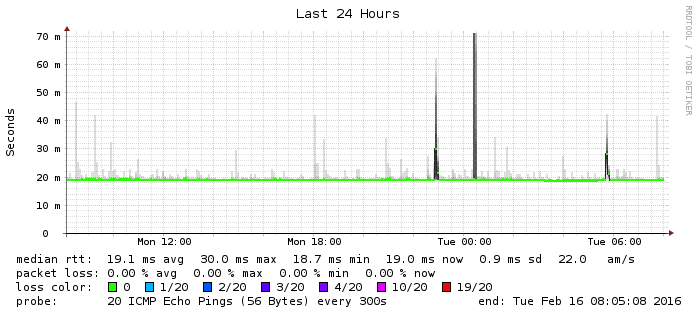 Last 24 Hours
RRDTOOL / TOBI OETIKER
Seconds
70 m
60 m
50 m
40 m
30 m
20 m
10 m
0
Mon 12:00 Mon 18:00 Tue 00:00 Tue 06:00
median rtt: 19.1 ms avg 30.0 ms max 18.7 ms min 19.0 ms now 0.9 ms sd 22.0 am/s
packet loss: 0.00 % avg 0.00 % max 0.00 % min 0.00 % now
loss color: 0 1/20 2/20 3/20 4/20 10/20 19/20
probe: 20 ICMP Echo Pings (56 Bytes) every 300s end: Tue Feb 16 08:05:08 2016